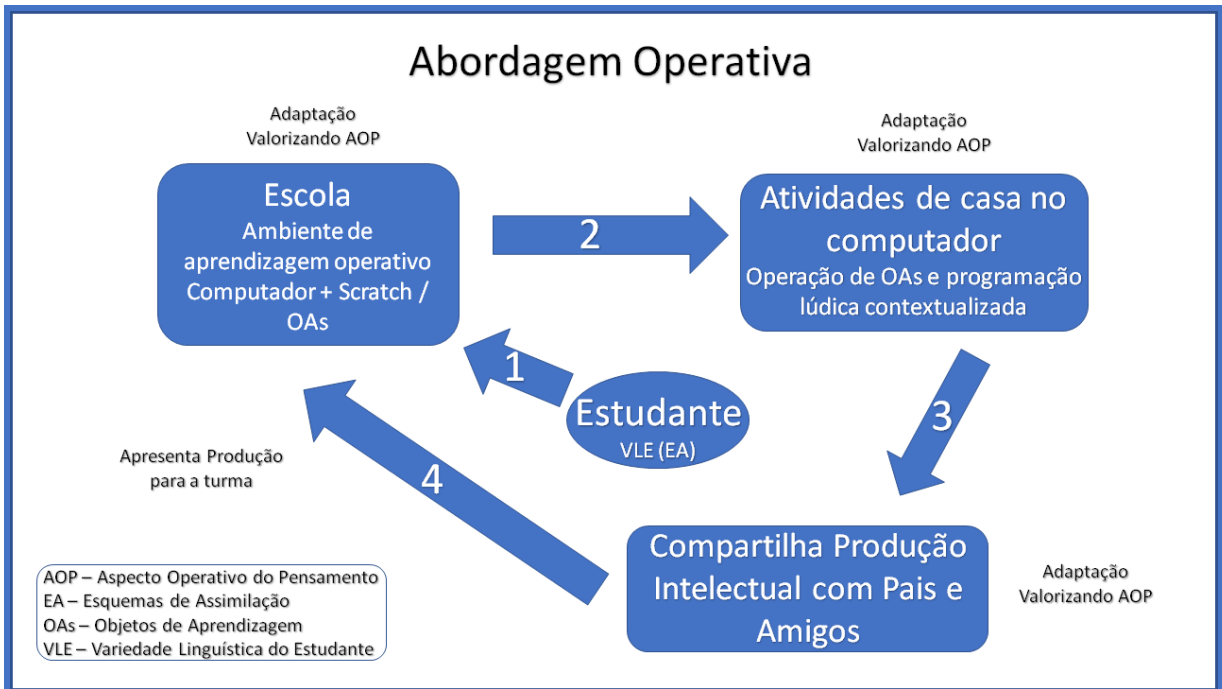 Abordagem Operativa
Adaptação
Valorizando AOP
Escola
Ambiente de
aprendizagem operativo
Computador + Scratch /
OAs
2
Adaptação
Valorizando AOP
Atividades de casa no
computador
Operação de OAs e programação
lúdica contextualizada
1
Estudante
VLE (EA)
3
Apresenta Produção
para a turma
4
Compartilha Produção
Intelectual com Pais e
Amigos
Adaptação
Valorizando AOP
AOP – Aspecto Operativo do Pensamento
EA – Esquemas de Assimilação
OAs – Objetos de Aprendizagem
VLE – Variedade Linguística do Estudante